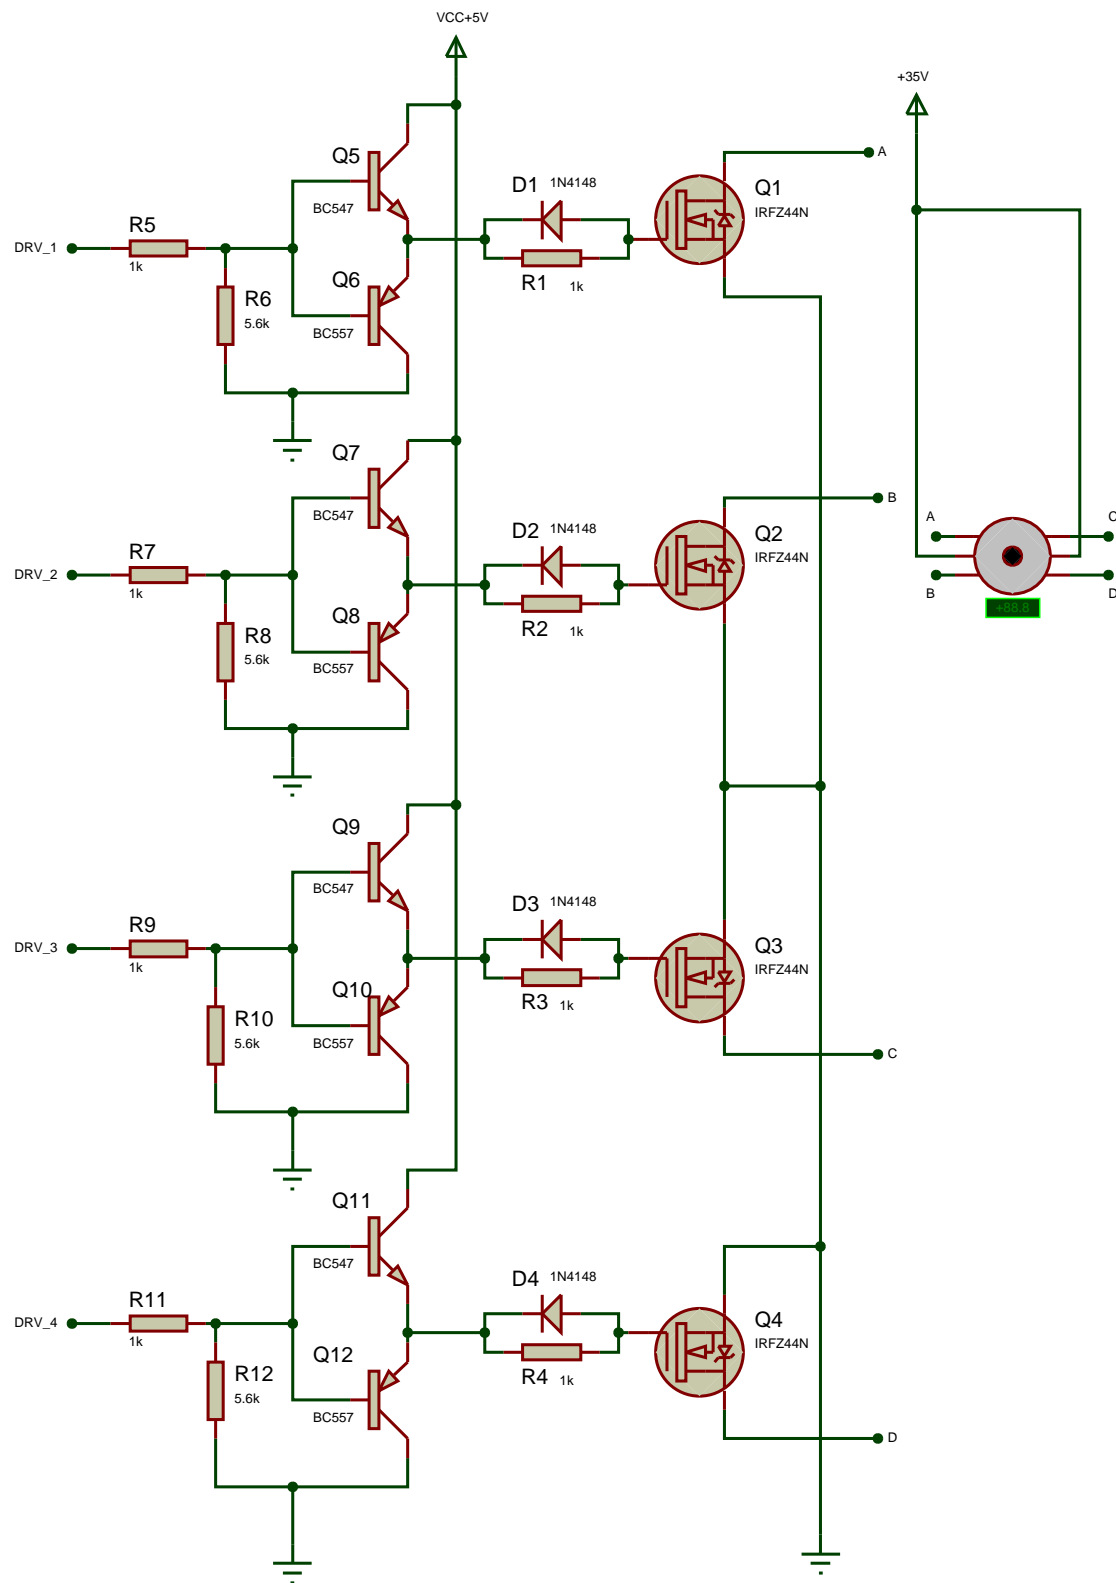 VCC+5V
+35V
Q5
BC547
D1 1N4148
Q1
IRFZ44N
A
R5
DRV_1
1k
Q6
BC557
R6
5.6k
R1 1k
Q7
BC547
D2 1N4148
Q2
IRFZ44N
B
A
C
B
D
+88.8
R7
DRV_2
1k
Q8
BC557
R8
5.6k
R2 1k
Q9
BC547
D3 1N4148
Q3
IRFZ44N
R9
DRV_3
1k
Q10
BC557
R10
5.6k
R3 1k
C
Q11
BC547
D4 1N4148
Q4
IRFZ44N
R11
DRV_4
1k
Q12
BC557
R12
5.6k
R4 1k
D